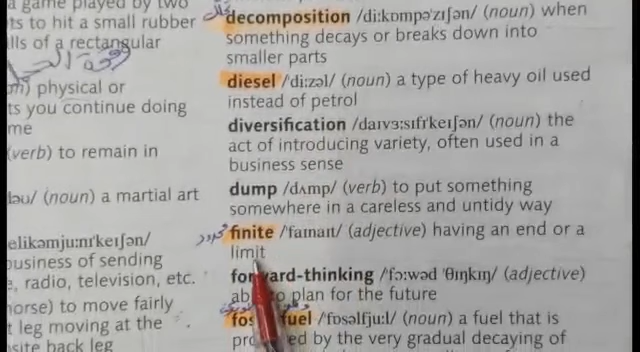 a game played by two
ts to hit a small rubber
lls of a rectangular
physical or
ts you continue doing
me
(verb) to remain in
(noun) a martial art
elikəmjuːnɪˈkeɪʃən/
business of sending
, radio, television, etc.
horse) to move fairly
t leg moving at the
site back leg
decomposition /diːkɒmpəˈzɪʃən/ (noun) when
something decays or breaks down into
smaller parts
diesel /diːzəl/ (noun) a type of heavy oil used
instead of petrol
diversification /daɪvɜːsɪfɪˈkeɪʃən/ (noun) the
act of introducing variety, often used in a
business sense
dump /dʌmp/ (verb) to put something
somewhere in a careless and untidy way
finite /ˈfaɪnaɪt/ (adjective) having an end or a
limit
forward-thinking /fɔːwəd ˈθɪŋkɪŋ/ (adjective)
to plan for the future
fuel /fɒsəlfjuːl/ (noun) a fuel that is
by the very gradual decaying of